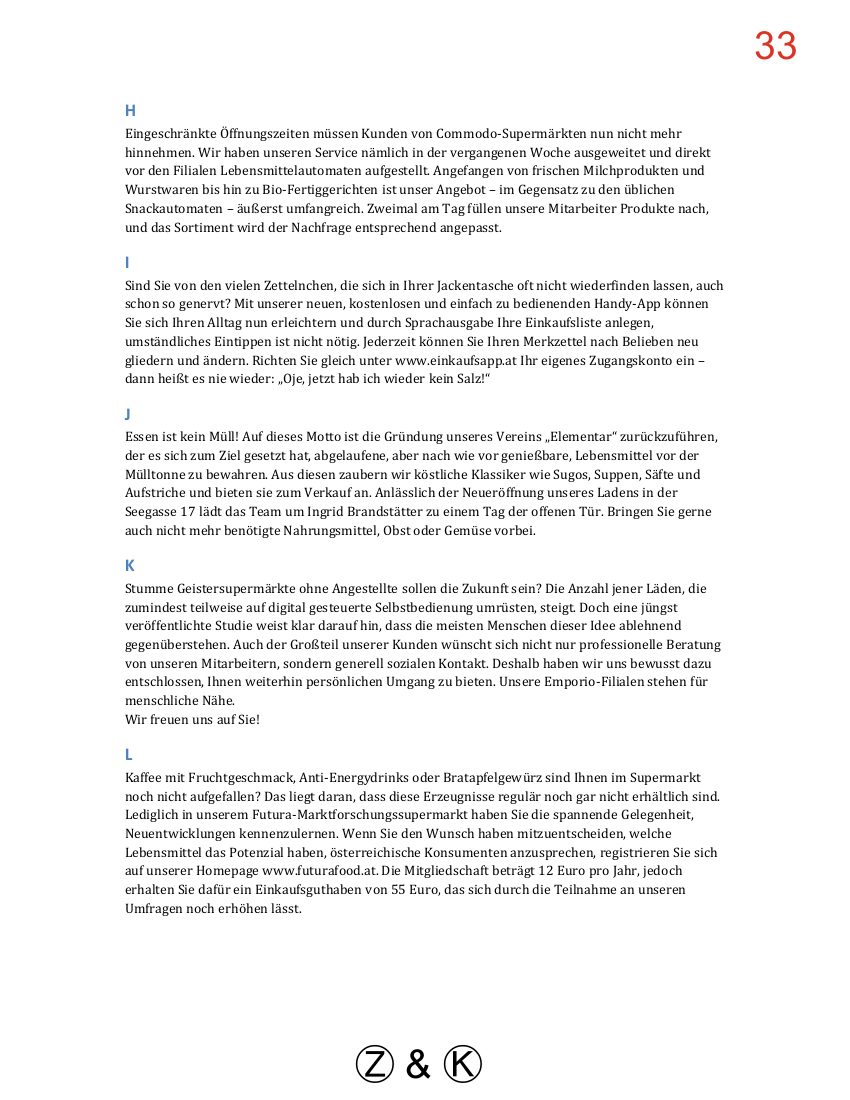 33
H
Eingeschränkte Öffnungszeiten müssen Kunden von Commodo-Supermärkten nun nicht mehr
hinnehmen. Wir haben unseren Service nämlich in der vergangenen Woche ausgeweitet und direkt
vor den Filialen Lebensmittelautomaten aufgestellt. Angefangen von frischen Milchprodukten und
Wurstwaren bis hin zu Bio-Fertiggerichten ist unser Angebot – im Gegensatz zu den üblichen
Snackautomaten – äußerst umfangreich. Zweimal am Tag füllen unsere Mitarbeiter Produkte nach,
und das Sortiment wird der Nachfrage entsprechend angepasst.
I
Sind Sie von den vielen Zettelnchen, die sich in Ihrer Jackentasche oft nicht wiederfinden lassen, auch
schon so genervt? Mit unserer neuen, kostenlosen und einfach zu bedienenden Handy-App können
Sie sich Ihren Alltag nun erleichtern und durch Sprachausgabe Ihre Einkaufsliste anlegen,
umständliches Eintippen ist nicht nötig. Jederzeit können Sie Ihren Merkzettel nach Belieben neu
gliedern und ändern. Richten Sie gleich unter www.einkaufsapp.at Ihr eigenes Zugangskonto ein –
dann heißt es nie wieder: „Oje, jetzt hab ich wieder kein Salz!“
J
Essen ist kein Müll! Auf dieses Motto ist die Gründung unseres Vereins „Elementar“ zurückzuführen,
der es sich zum Ziel gesetzt hat, abgelaufene, aber nach wie vor genießbare, Lebensmittel vor der
Mülltonne zu bewahren. Aus diesen zaubern wir köstliche Klassiker wie Sugos, Suppen, Säfte und
Aufstriche und bieten sie zum Verkauf an. Anlässlich der Neueröffnung unseres Ladens in der
Seegasse 17 lädt das Team um Ingrid Brandstätter zu einem Tag der offenen Tür. Bringen Sie gerne
auch nicht mehr benötigte Nahrungsmittel, Obst oder Gemüse vorbei.
K
Stumme Geistersupermärkte ohne Angestellte sollen die Zukunft sein? Die Anzahl jener Läden, die
zumindest teilweise auf digital gesteuerte Selbstbedienung umrüsten, steigt. Doch eine jüngst
veröffentlichte Studie weist klar darauf hin, dass die meisten Menschen dieser Idee ablehnend
gegenüberstehen. Auch der Großteil unserer Kunden wünscht sich nicht nur professionelle Beratung
von unseren Mitarbeitern, sondern generell sozialen Kontakt. Deshalb haben wir uns bewusst dazu
entschlossen, Ihnen weiterhin persönlichen Umgang zu bieten. Unsere Emporio-Filialen stehen für
menschliche Nähe.
Wir freuen uns auf Sie!
L
Kaffee mit Fruchtgeschmack, Anti-Energydrinks oder Bratapfelgewürz sind Ihnen im Supermarkt
noch nicht aufgefallen? Das liegt daran, dass diese Erzeugnisse regulär noch gar nicht erhältlich sind.
Lediglich in unserem Futura-Marktforschungssupermarkt haben Sie die spannende Gelegenheit,
Neuentwicklungen kennenzulernen. Wenn Sie den Wunsch haben mitzuentscheiden, welche
Lebensmittel das Potenzial haben, österreichische Konsumenten anzusprechen, registrieren Sie sich
auf unserer Homepage www.futurafood.at. Die Mitgliedschaft beträgt 12 Euro pro Jahr, jedoch
erhalten Sie dafür ein Einkaufsguthaben von 55 Euro, das sich durch die Teilnahme an unseren
Umfragen noch erhöhen lässt.
Z & K